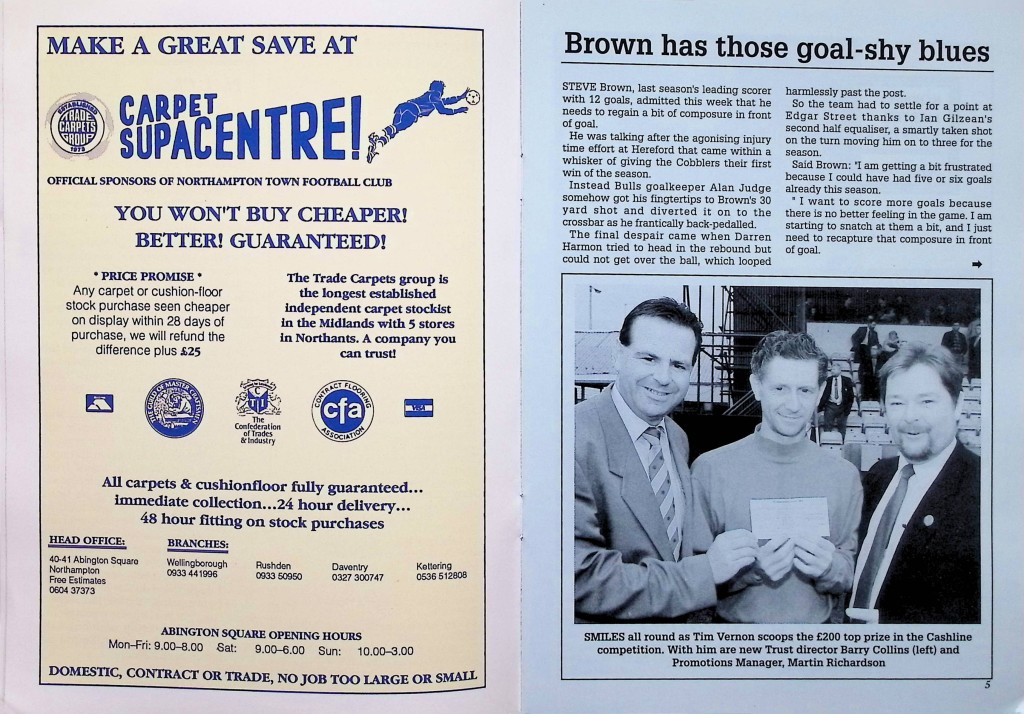 MAKE A GREAT SAVE AT
ESTABLISHED
TRADE
CARPETS
GROUP
1975
CARPET
SUPACENTRE!
OFFICIAL SPONSORS OF NORTHAMPTON TOWN FOOTBALL CLUB
YOU WON'T BUY CHEAPER!
BETTER! GUARANTEED!
* PRICE PROMISE *
Any carpet or cushion-floor
stock purchase seen cheaper
on display within 28 days of
purchase, we will refund the
difference plus £25
The Trade Carpets group is
the longest established
independent carpet stockist
in the Midlands with 5 stores
in Northants. A company you
can trust!
THE GUILD OF MASTER CRAFTSMEN
The
Confederation
of Trades
& Industry
CONTRACT FLOORING
cfa
ASSOCIATION
VISA
All carpets & cushionfloor fully guaranteed...
immediate collection...24 hour delivery...
48 hour fitting on stock purchases
HEAD OFFICE:
40-41 Abington Square
Northampton
Free Estimates
0604 37373
BRANCHES:
Wellingborough
0933 441996
Rushden
0933 50950
Daventry
0327 300747
Kettering
0536 512808
ABINGTON SQUARE OPENING HOURS
Mon-Fri: 9.00-8.00 Sat: 9.00-6.00 Sun: 10.00-3.00
DOMESTIC, CONTRACT OR TRADE, NO JOB TOO LARGE OR SMALL
Brown has those goal-shy blues
STEVE Brown, last season's leading scorer
with 12 goals, admitted this week that he
needs to regain a bit of composure in front
of goal.
He was talking after the agonising injury
time effort at Hereford that came within a
whisker of giving the Cobblers their first
win of the season.
Instead Bulls goalkeeper Alan Judge
somehow got his fingertips to Brown's 30
yard shot and diverted it on to the
crossbar as he frantically back-pedalled.
The final despair came when Darren
Harmon tried to head in the rebound but
could not get over the ball, which looped
harmlessly past the post.
So the team had to settle for a point at
Edgar Street thanks to Ian Gilzean's
second half equaliser, a smartly taken shot
on the turn moving him on to three for the
season.
Said Brown: "I am getting a bit frustrated
because I could have had five or six goals
already this season.
" I want to score more goals because
there is no better feeling in the game. I am
starting to snatch at them a bit, and I just
need to recapture that composure in front
of goal.
SMILES all round as Tim Vernon scoops the £200 top prize in the Cashline
competition. With him are new Trust director Barry Collins (left) and
Promotions Manager, Martin Richardson
5